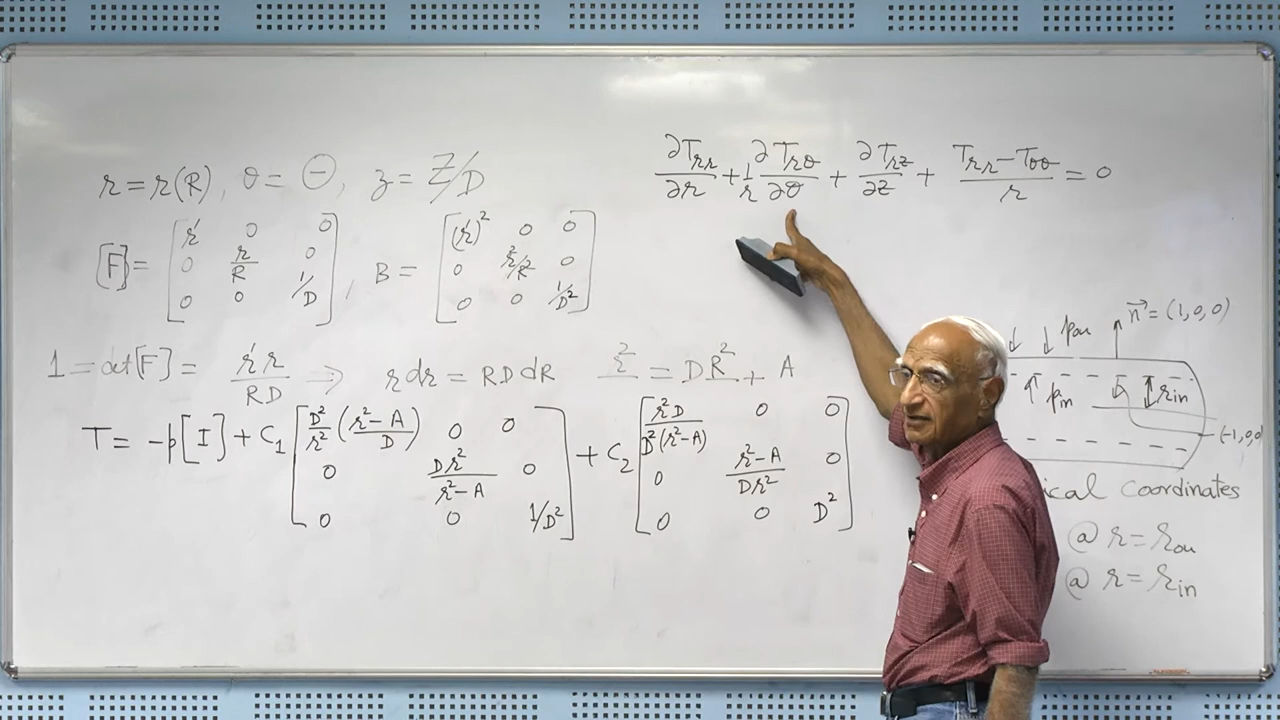 r = r(R), θ = Θ, z = Z/D
∂T_rr/∂r + 1/r ∂T_rθ/∂θ + ∂T_rz/∂z + (T_rr − T_θθ)/r = 0
[F] = [r' 0 0; 0 r/R 0; 0 0 1/D], B = [(r')² 0 0; 0 r²/R² 0; 0 0 1/D²]
1 = det[F] = r'r/RD ⇒ r dr = RD dR r² = DR² + A
T = −p[I] + C₁[D²/r² (r²−A/D) 0 0; 0 Dr²/r²−A 0; 0 0 1/D²] + C₂[r²D/D²(r²−A) 0 0; 0 r²−A/Dr² 0; 0 0 D²]
p_ou n⃗ = (1,0,0)
p_in r_in
(-1,0,0
ical coordinates
@ r = r_ou
@ r = r_in